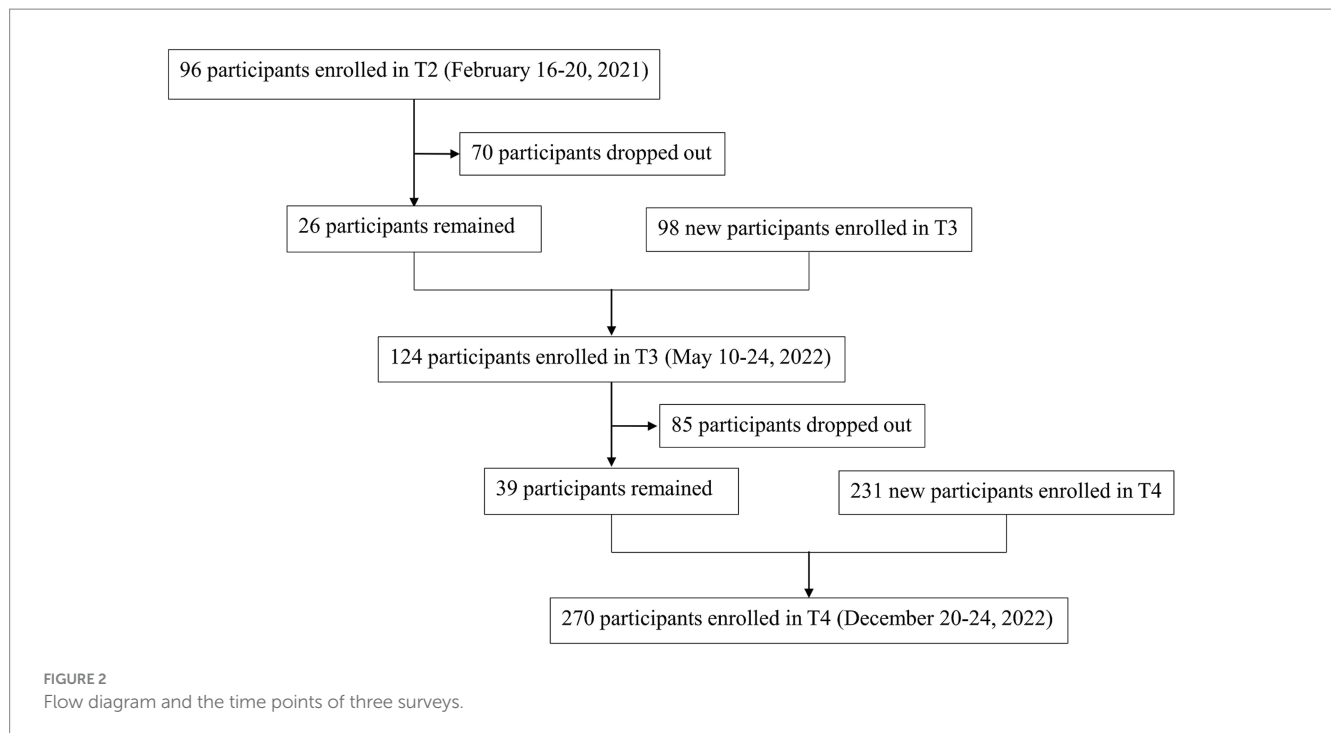 96 participants enrolled in T2 (February 16-20, 2021)
70 participants dropped out
26 participants remained
98 new participants enrolled in T3
124 participants enrolled in T3 (May 10-24, 2022)
85 participants dropped out
39 participants remained
231 new participants enrolled in T4
270 participants enrolled in T4 (December 20-24, 2022)
FIGURE 2
Flow diagram and the time points of three surveys.